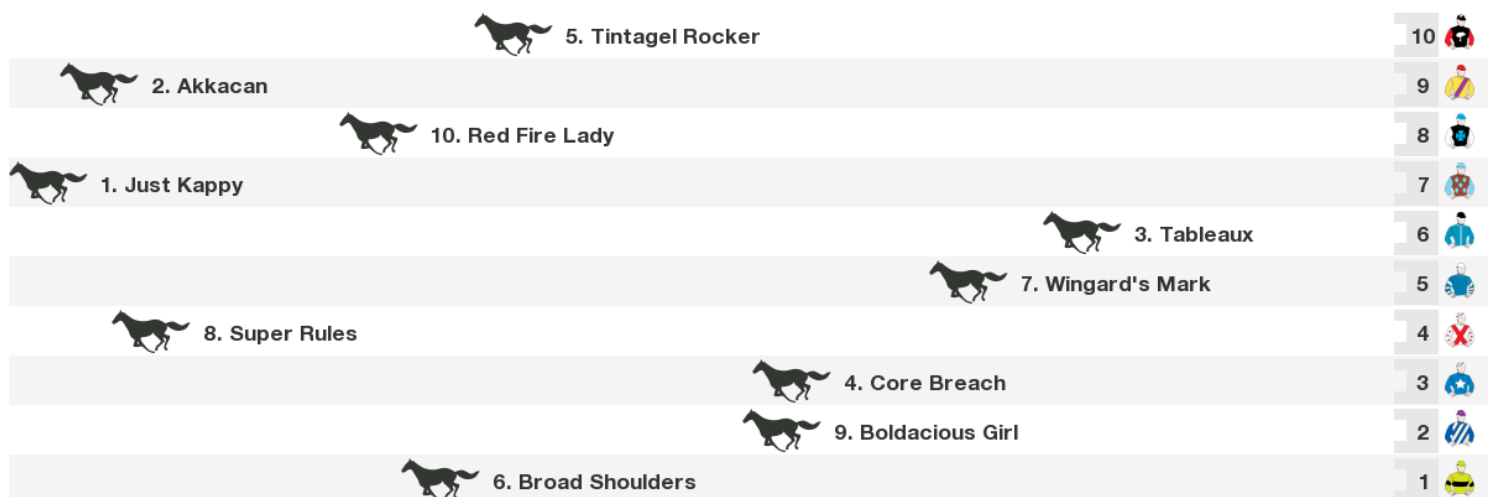 5. Tintagel Rocker 10
2. Akkacan 9
10. Red Fire Lady 8
1. Just Kappy 7
3. Tableaux 6
7. Wingard's Mark 5
8. Super Rules 4
4. Core Breach 3
9. Boldacious Girl 2
6. Broad Shoulders 1